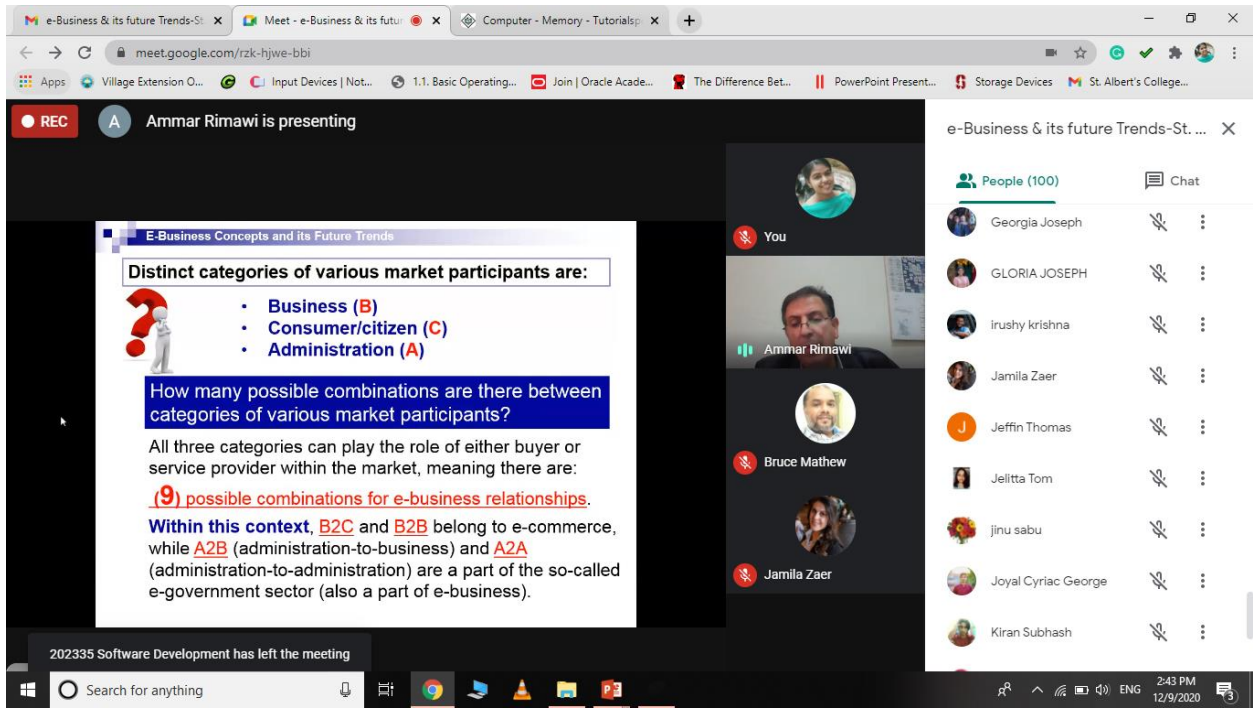 e-Business & its future Trends-St.
Meet - e-Business & its futur
Computer - Memory - Tutorialsp
meet.google.com/rzk-hjwe-bbi
Apps
Village Extension O...
Input Devices | Not...
1.1. Basic Operating...
Join | Oracle Acade...
The Difference Bet...
PowerPoint Present...
Storage Devices
St. Albert's College...
REC
A
Ammar Rimawi is presenting
E-Business Concepts and its Future Trends
Distinct categories of various market participants are:
• Business (B)
• Consumer/citizen (C)
• Administration (A)
How many possible combinations are there between
categories of various market participants?
All three categories can play the role of either buyer or
service provider within the market, meaning there are:
(9) possible combinations for e-business relationships.
Within this context, B2C and B2B belong to e-commerce,
while A2B (administration-to-business) and A2A
(administration-to-administration) are a part of the so-called
e-government sector (also a part of e-business).
You
Ammar Rimawi
Bruce Mathew
Jamila Zaer
e-Business & its future Trends-St. ...
People (100)
Chat
Georgia Joseph
GLORIA JOSEPH
irushy krishna
Jamila Zaer
J
Jeffin Thomas
Jelitta Tom
jinu sabu
Joyal Cyriac George
Kiran Subhash
202335 Software Development has left the meeting
Search for anything
ENG
2:43 PM
12/9/2020
3